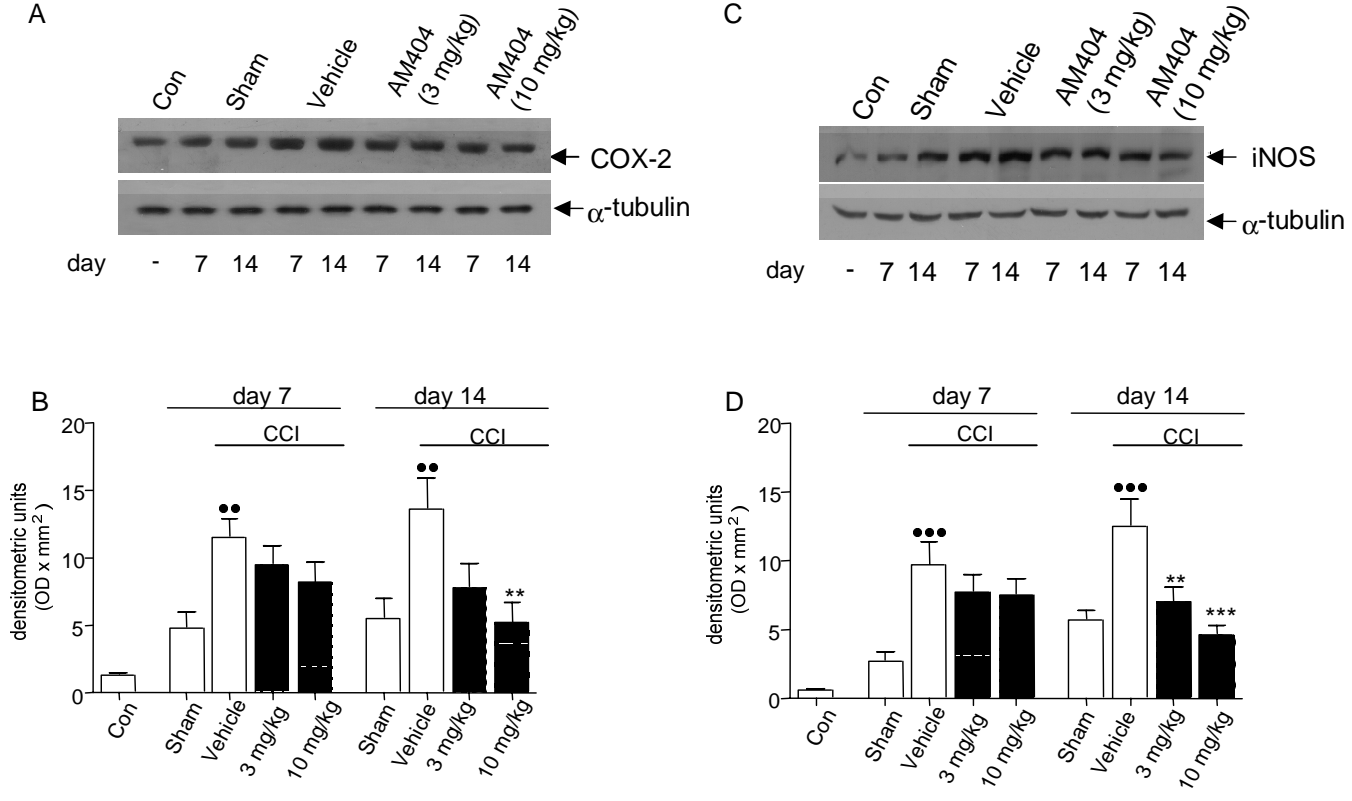 A
Con Sham Vehicle AM404 (3 mg/kg) AM404 (10 mg/kg)
COX-2
α-tubulin
day - 7 14 7 14 7 14 7 14
C
Con Sham Vehicle AM404 (3 mg/kg) AM404 (10 mg/kg)
iNOS
α-tubulin
day - 7 14 7 14 7 14 7 14
B
day 7 day 14
CCI CCI
densitometric units
(OD x mm²)
20
15
10
5
0
•• ••
**
Con Sham Vehicle 3 mg/kg 10 mg/kg Sham Vehicle 3 mg/kg 10 mg/kg
D
day 7 day 14
CCI CCI
densitometric units
(OD x mm²)
20
15
10
5
0
••• •••
** ***
Con Sham Vehicle 3 mg/kg 10 mg/kg Sham Vehicle 3 mg/kg 10 mg/kg